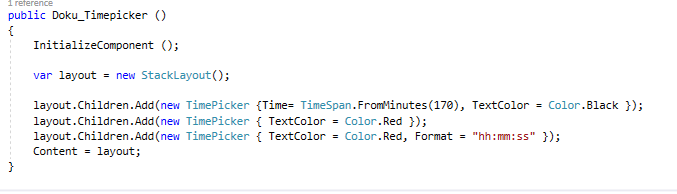 1 reference
public Doku_Timepicker ()
{
InitializeComponent ();
var layout = new StackLayout();
layout.Children.Add(new TimePicker {Time= TimeSpan.FromMinutes(170), TextColor = Color.Black });
layout.Children.Add(new TimePicker { TextColor = Color.Red });
layout.Children.Add(new TimePicker { TextColor = Color.Red, Format = "hh:mm:ss" });
Content = layout;
}